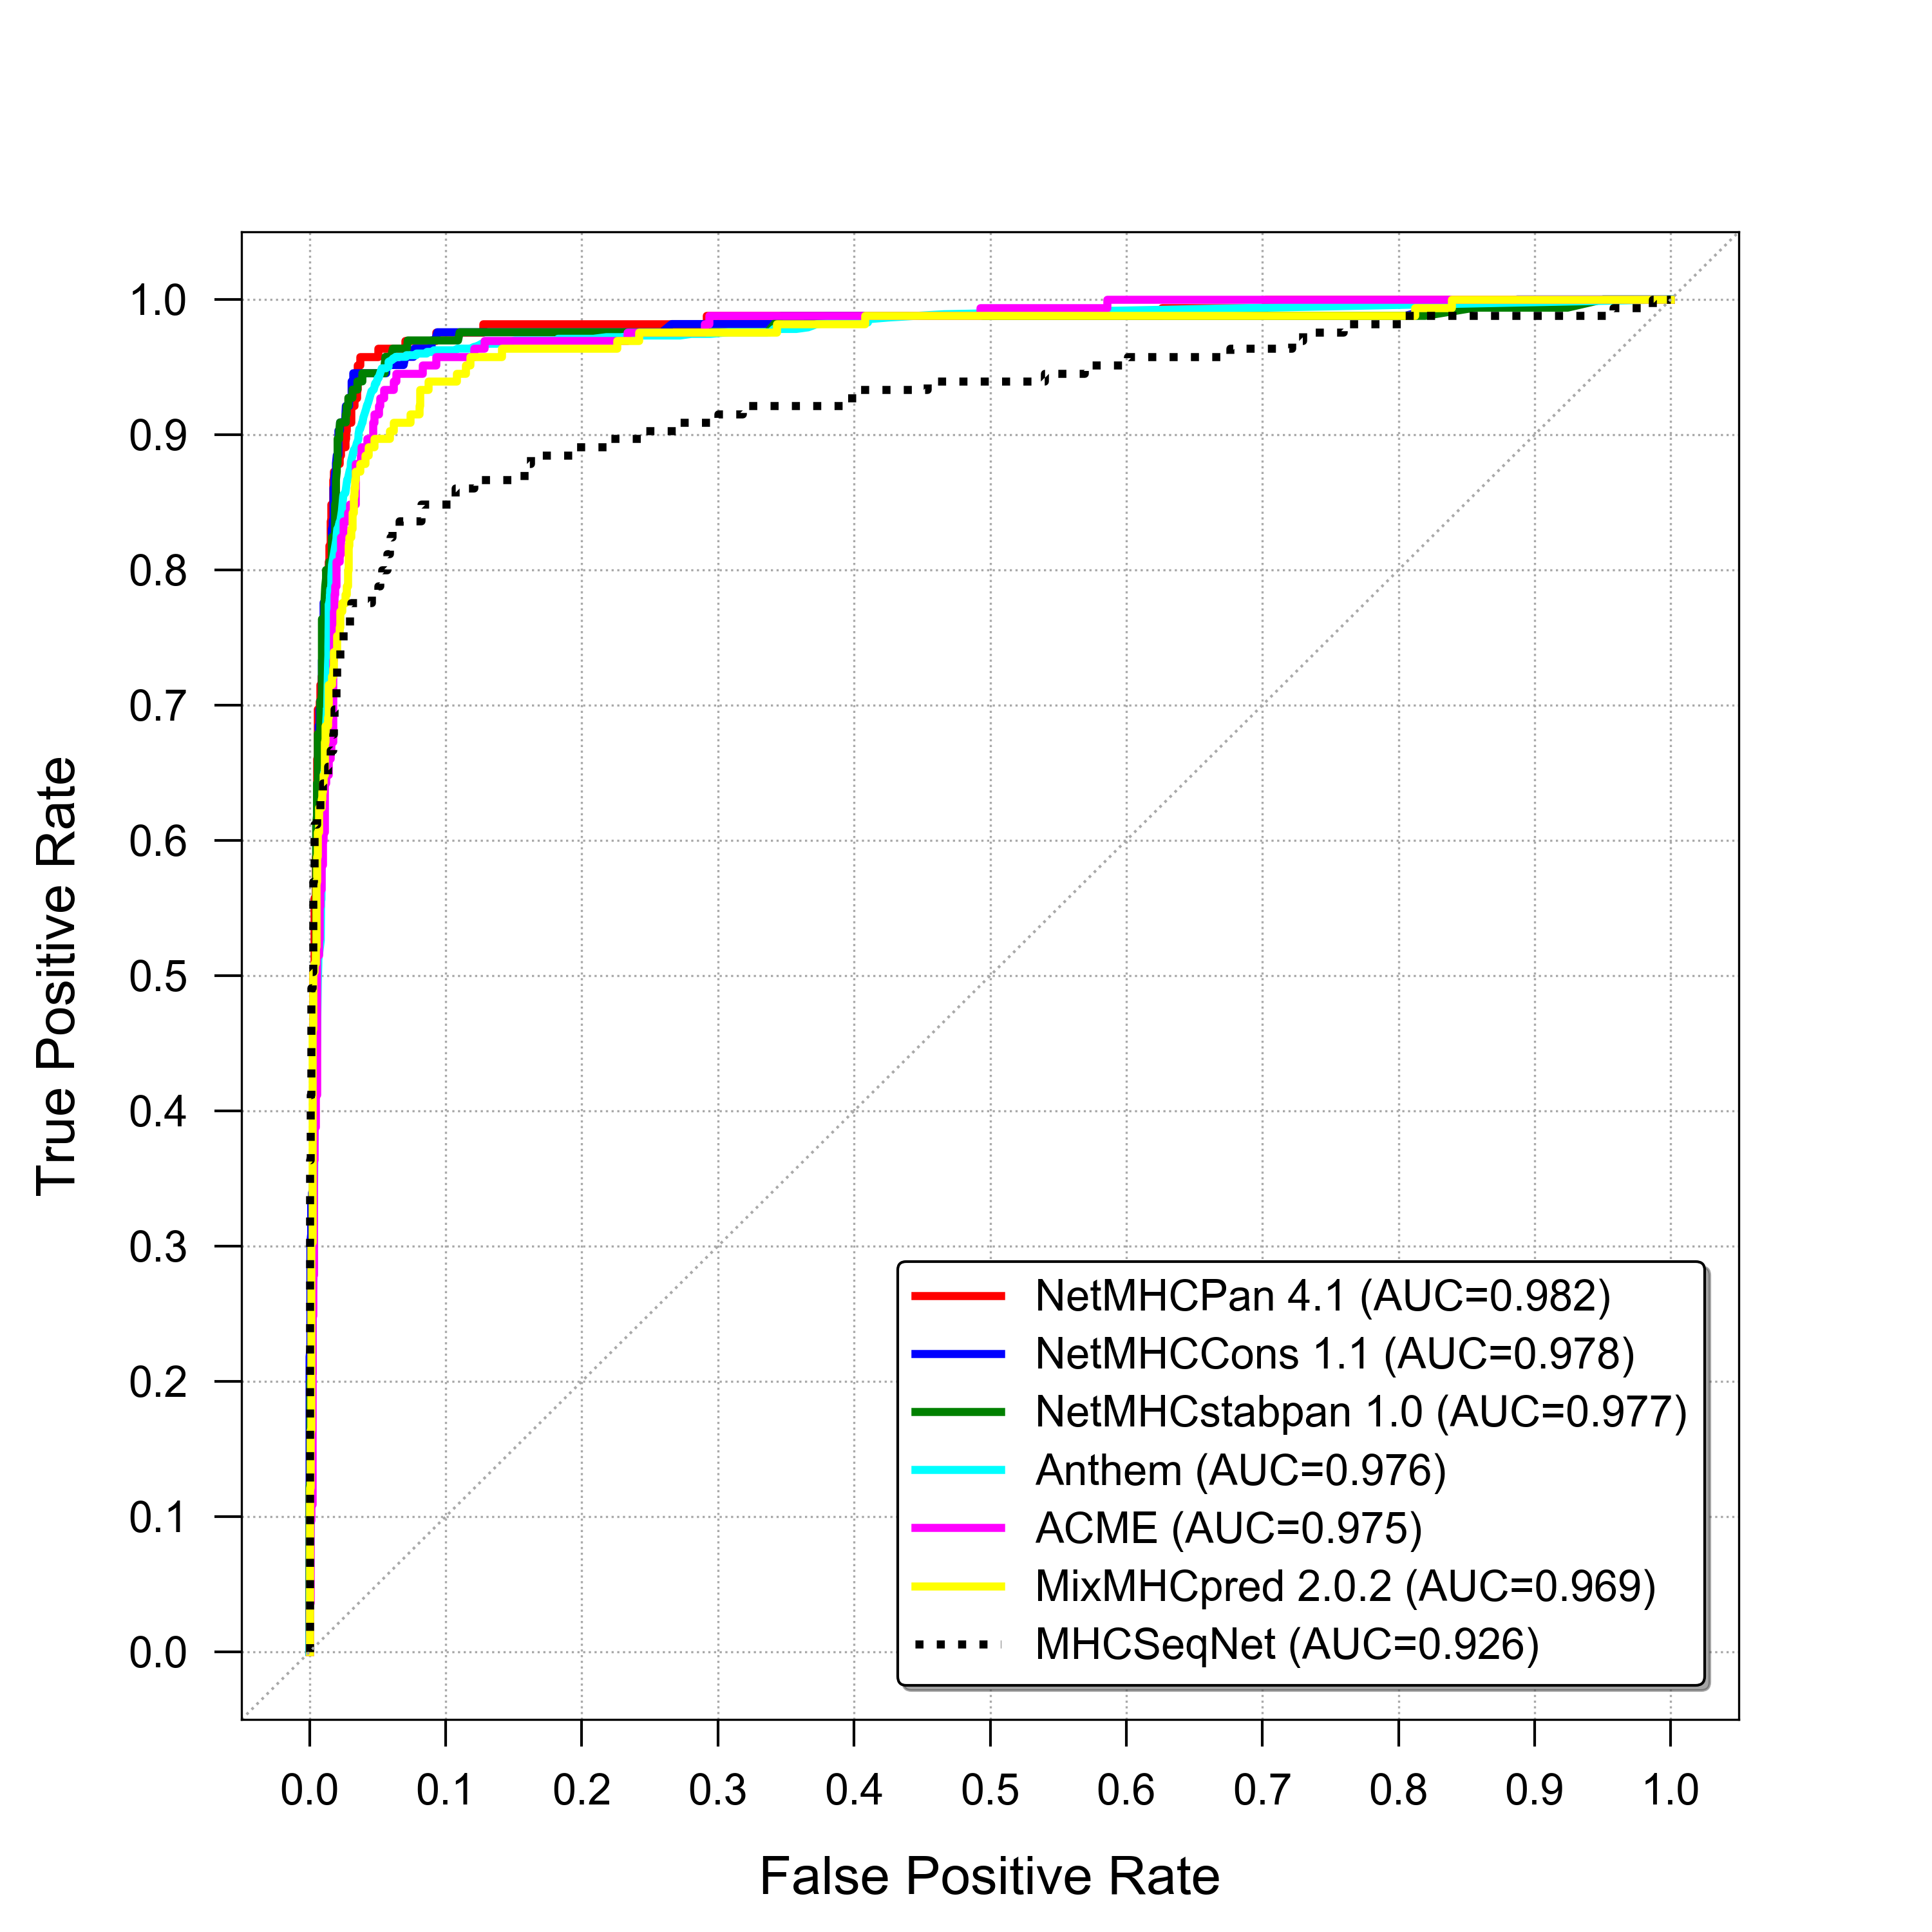 1.0
0.9
0.8
0.7
0.6
0.5
0.4
0.3
0.2
0.1
0.0
True Positive Rate
NetMHCPan 4.1 (AUC=0.982)
NetMHCCons 1.1 (AUC=0.978)
NetMHCstabpan 1.0 (AUC=0.977)
Anthem (AUC=0.976)
ACME (AUC=0.975)
MixMHCpred 2.0.2 (AUC=0.969)
MHCSeqNet (AUC=0.926)
0.0 0.1 0.2 0.3 0.4 0.5 0.6 0.7 0.8 0.9 1.0
False Positive Rate